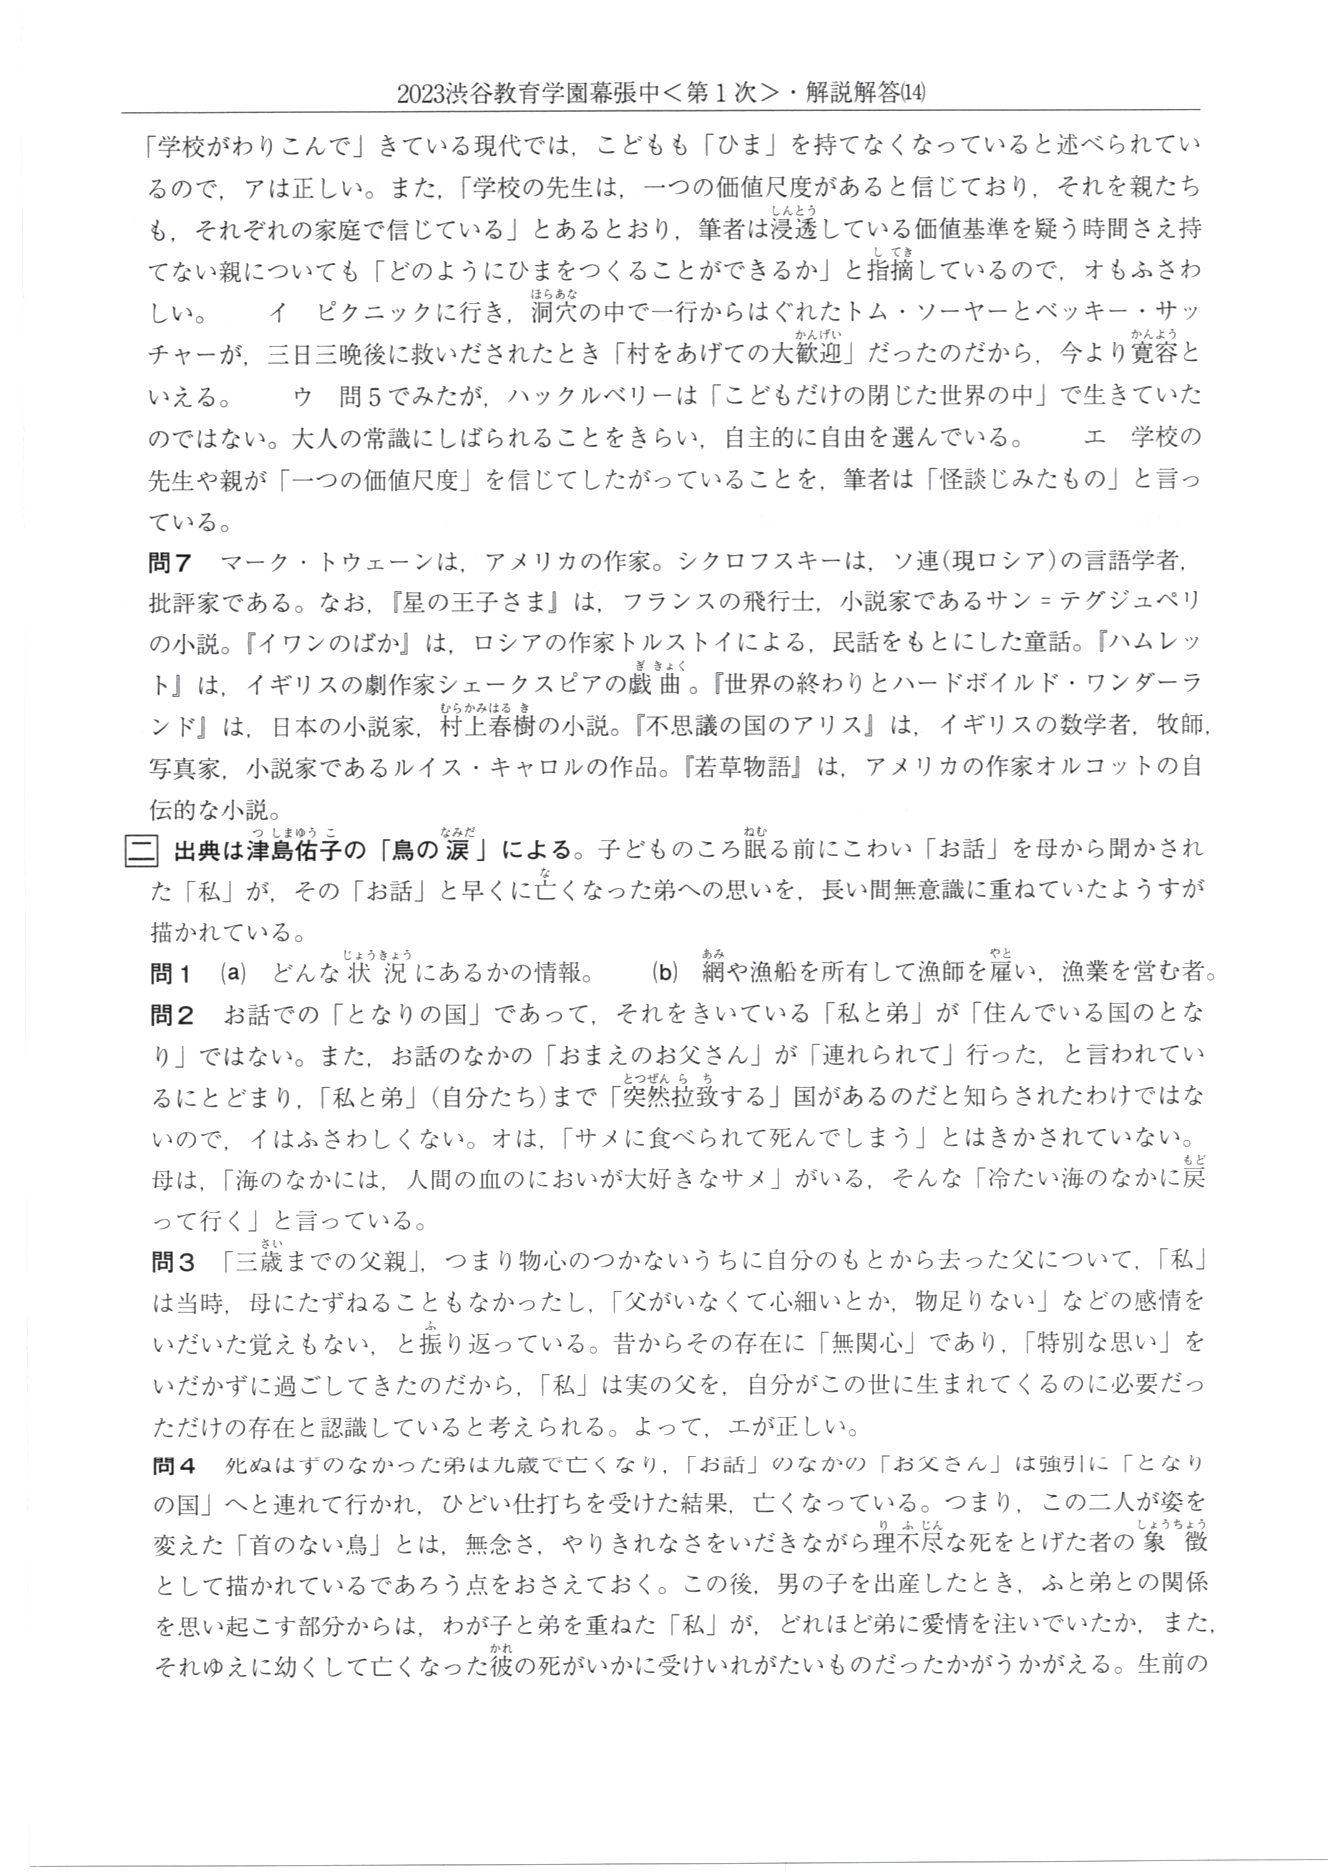 2023渋谷教育学園幕張中＜第１次＞・解説解答⒁
「学校がわりこんで」きている現代では，こどもも「ひま」を持てなくなっていると述べられてい
るので，アは正しい。また，「学校の先生は，一つの価値尺度があると信じており，それを親たち
も，それぞれの家庭で信じている」とあるとおり，筆者は浸透している価値基準を疑う時間さえ持
てない親についても「どのようにひまをつくることができるか」と指摘しているので，オもふさわ
しい。　　イ　ピクニックに行き，洞穴の中で一行からはぐれたトム・ソーヤーとベッキー・サッ
チャーが，三日三晩後に救いだされたとき「村をあげての大歓迎」だったのだから，今より寛容と
いえる。　　ウ　問５でみたが，ハックルベリーは「こどもだけの閉じた世界の中」で生きていた
のではない。大人の常識にしばられることをきらい，自主的に自由を選んでいる。　　エ　学校の
先生や親が「一つの価値尺度」を信じてしたがっていることを，筆者は「怪談じみたもの」と言っ
ている。
問７　マーク・トウェーンは，アメリカの作家。シクロフスキーは，ソ連(現ロシア)の言語学者，
批評家である。なお，『星の王子さま』は，フランスの飛行士，小説家であるサン＝テグジュペリ
の小説。『イワンのばか』は，ロシアの作家トルストイによる，民話をもとにした童話。『ハムレッ
ト』は，イギリスの劇作家シェークスピアの戯曲。『世界の終わりとハードボイルド・ワンダーラ
ンド』は，日本の小説家，村上春樹の小説。『不思議の国のアリス』は，イギリスの数学者，牧師，
写真家，小説家であるルイス・キャロルの作品。『若草物語』は，アメリカの作家オルコットの自
伝的な小説。
二　出典は津島佑子の「鳥の涙」による。子どものころ眠る前にこわい「お話」を母から聞かされ
た「私」が，その「お話」と早くに亡くなった弟への思いを，長い間無意識に重ねていたようすが
描かれている。
問１　(a)　どんな状況にあるかの情報。　　(b)　網や漁船を所有して漁師を雇い，漁業を営む者。
問２　お話での「となりの国」であって，それをきいている「私と弟」が「住んでいる国のとな
り」ではない。また，お話のなかの「おまえのお父さん」が「連れられて」行った，と言われてい
るにとどまり，「私と弟」(自分たち)まで「突然拉致する」国があるのだと知らされたわけではな
いので，イはふさわしくない。オは，「サメに食べられて死んでしまう」とはきかされていない。
母は，「海のなかには，人間の血のにおいが大好きなサメ」がいる，そんな「冷たい海のなかに戻
って行く」と言っている。
問３　「三歳までの父親」，つまり物心のつかないうちに自分のもとから去った父について，「私」
は当時，母にたずねることもなかったし，「父がいなくて心細いとか，物足りない」などの感情を
いだいた覚えもない，と振り返っている。昔からその存在に「無関心」であり，「特別な思い」を
いだかずに過ごしてきたのだから，「私」は実の父を，自分がこの世に生まれてくるのに必要だっ
ただけの存在と認識していると考えられる。よって，エが正しい。
問４　死ぬはずのなかった弟は九歳で亡くなり，「お話」のなかの「お父さん」は強引に「となり
の国」へと連れて行かれ，ひどい仕打ちを受けた結果，亡くなっている。つまり，この二人が姿を
変えた「首のない鳥」とは，無念さ，やりきれなさをいだきながら理不尽な死をとげた者の象徴
として描かれているであろう点をおさえておく。この後，男の子を出産したとき，ふと弟との関係
を思い起こす部分からは，わが子と弟を重ねた「私」が，どれほど弟に愛情を注いでいたか，また，
それゆえに幼くして亡くなった彼の死がいかに受けいれがたいものだったかがうかがえる。生前の